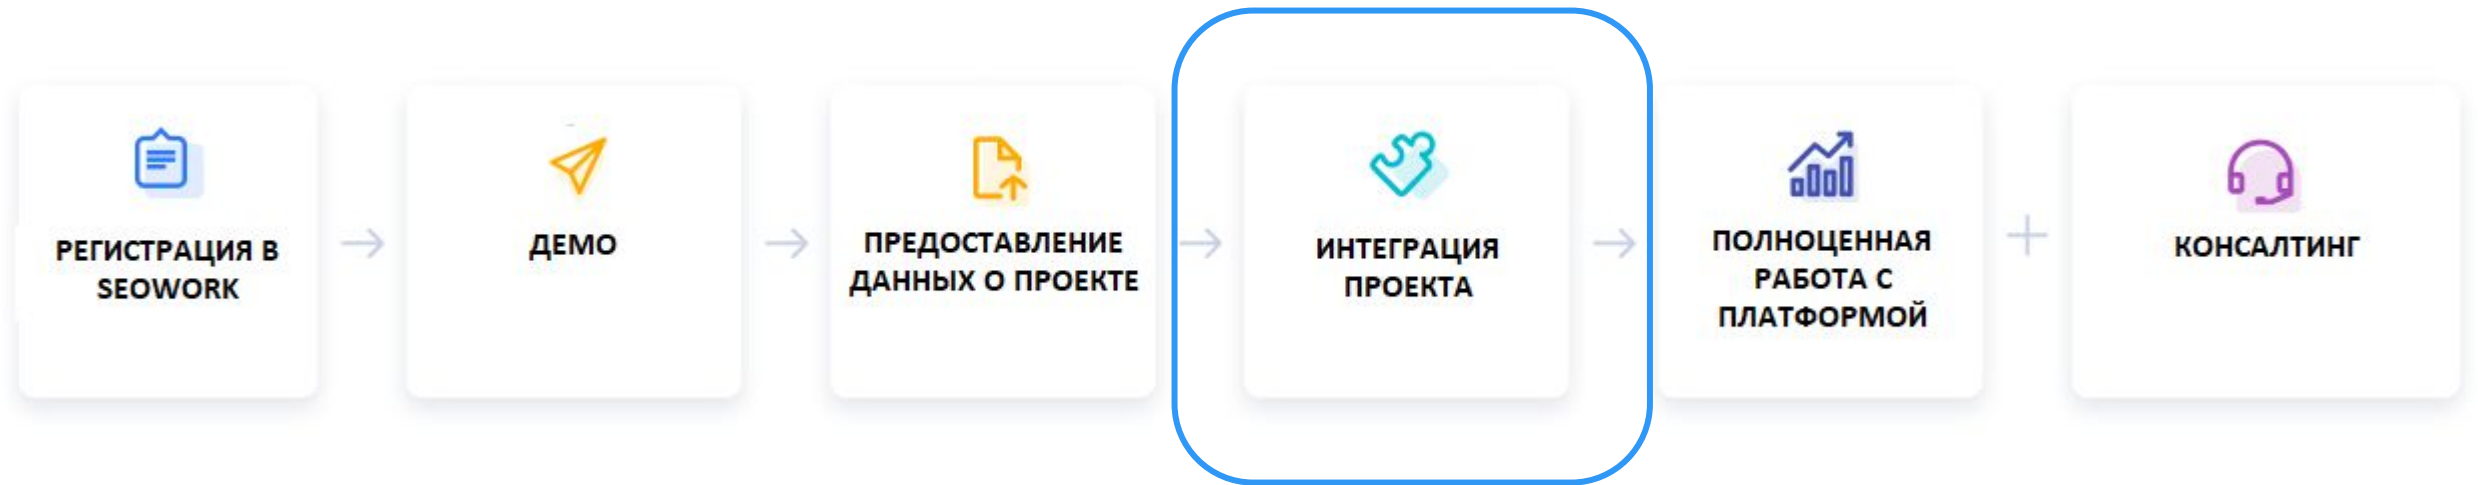 РЕГИСТРАЦИЯ В
SEOWORK
ДЕМО
ПРЕДОСТАВЛЕНИЕ
ДАННЫХ О ПРОЕКТЕ
ИНТЕГРАЦИЯ
ПРОЕКТА
ПОЛНОЦЕННАЯ
РАБОТА С
ПЛАТФОРМОЙ
КОНСАЛТИНГ